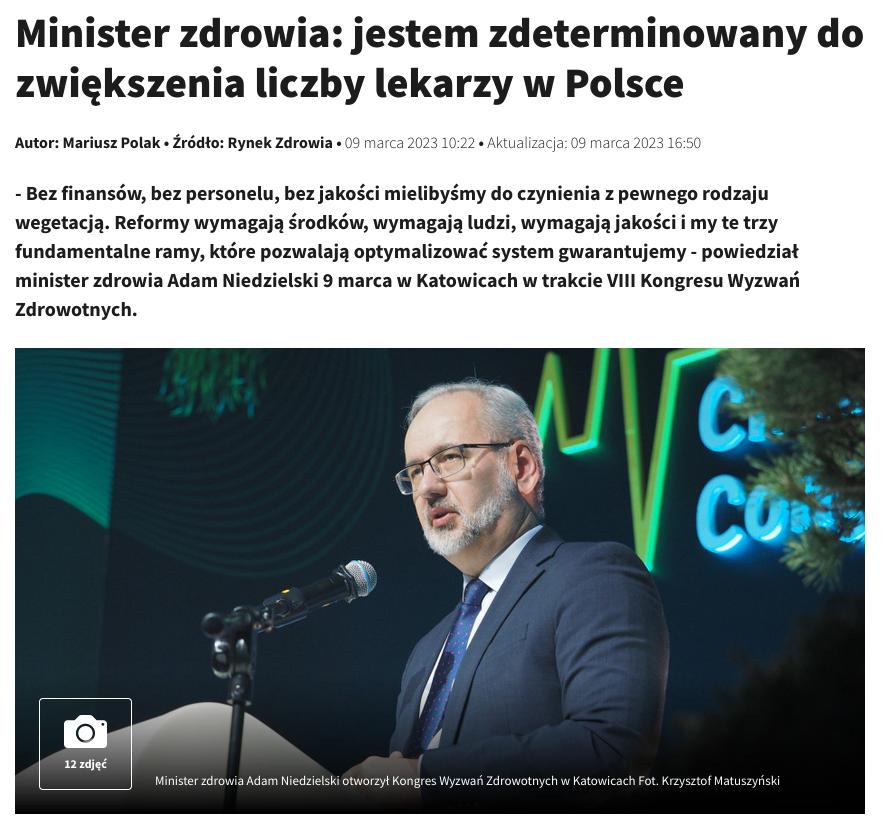 Minister zdrowia: jestem zdeterminowany do
zwiększenia liczby lekarzy w Polsce
Autor: Mariusz Polak • Źródło: Rynek Zdrowia • 09 marca 2023 10:22 • Aktualizacja: 09 marca 2023 16:50
- Bez finansów, bez personelu, bez jakości mielibyśmy do czynienia z pewnego rodzaju
wegetacją. Reformy wymagają środków, wymagają ludzi, wymagają jakości i my te trzy
fundamentalne ramy, które pozwalają optymalizować system gwarantujemy - powiedział
minister zdrowia Adam Niedzielski 9 marca w Katowicach w trakcie VIII Kongresu Wyzwań
Zdrowotnych.
12 zdjęć
Minister zdrowia Adam Niedzielski otworzył Kongres Wyzwań Zdrowotnych w Katowicach Fot. Krzysztof Matuszyński